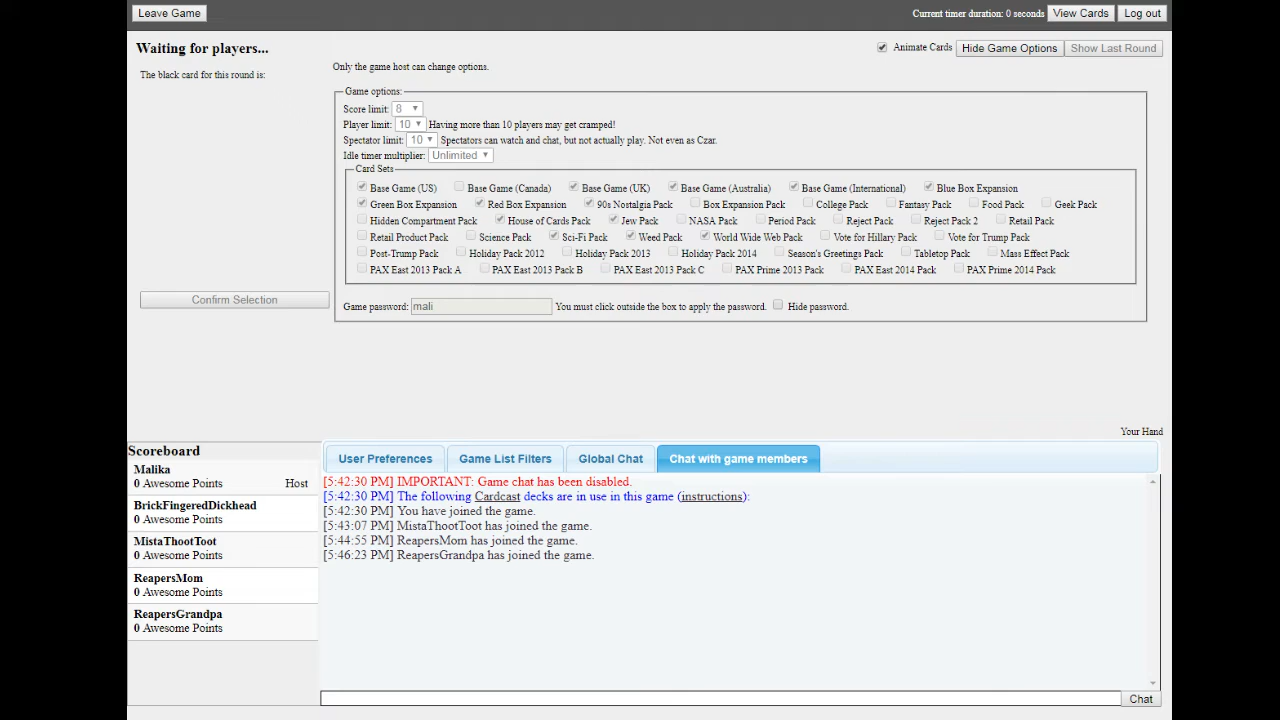 Leave Game
Current timer duration: 0 seconds View Cards Log out
Waiting for players...
Animate Cards Hide Game Options Show Last Round
The black card for this round is:
Only the game host can change options.
Game options:
Score limit: 8
Player limit: 10 Having more than 10 players may get cramped!
Spectator limit: 10 Spectators can watch and chat, but not actually play. Not even as Czar.
Idle timer multiplier: Unlimited
Card Sets
Base Game (US) Base Game (Canada) Base Game (UK) Base Game (Australia) Base Game (International) Blue Box Expansion
Green Box Expansion Red Box Expansion 90s Nostalgia Pack Box Expansion Pack College Pack Fantasy Pack Food Pack Geek Pack
Hidden Compartment Pack House of Cards Pack Jew Pack NASA Pack Period Pack Reject Pack Reject Pack 2 Retail Pack
Retail Product Pack Science Pack Sci-Fi Pack Weed Pack World Wide Web Pack Vote for Hillary Pack Vote for Trump Pack
Post-Trump Pack Holiday Pack 2012 Holiday Pack 2013 Holiday Pack 2014 Season's Greetings Pack Tabletop Pack Mass Effect Pack
PAX East 2013 Pack A PAX East 2013 Pack B PAX East 2013 Pack C PAX Prime 2013 Pack PAX East 2014 Pack PAX Prime 2014 Pack
Confirm Selection
Game password: mali You must click outside the box to apply the password. Hide password.
Your Hand
Scoreboard
Malika
0 Awesome Points Host
BrickFingeredDickhead
0 Awesome Points
MistaThootToot
0 Awesome Points
ReapersMom
0 Awesome Points
ReapersGrandpa
0 Awesome Points
User Preferences Game List Filters Global Chat Chat with game members
[5:42:30 PM] IMPORTANT: Game chat has been disabled.
[5:42:30 PM] The following Cardcast decks are in use in this game (instructions):
[5:42:30 PM] You have joined the game.
[5:43:07 PM] MistaThootToot has joined the game.
[5:44:55 PM] ReapersMom has joined the game.
[5:46:23 PM] ReapersGrandpa has joined the game.
Chat